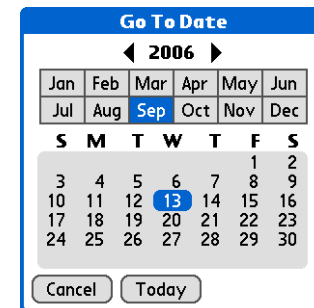 Go To Date
2006
Jan Feb Mar Apr May Jun
Jul Aug Sep Oct Nov Dec
S M T W T F S
1 2
3 4 5 6 7 8 9
10 11 12 13 14 15 16
17 18 19 20 21 22 23
24 25 26 27 28 29 30
Cancel Today